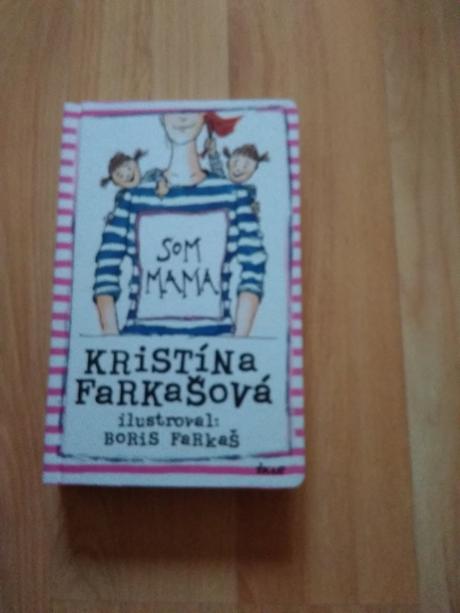 SOM
MAMA
KRiSTÍNa
FaRKaŠová
ilustroval:
BORiS FaRKaŠ